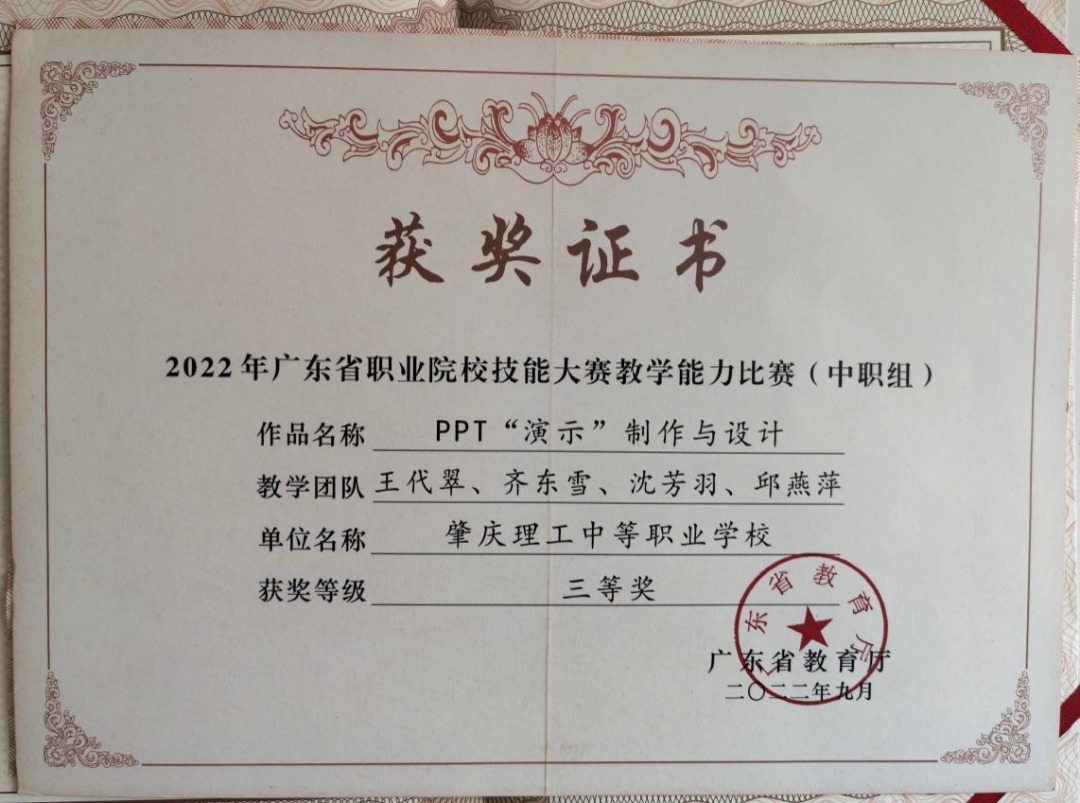 获奖证书
2022年广东省职业院校技能大赛教学能力比赛（中职组）
作品名称 PPT“演示”制作与设计
教学团队 王代翠、齐东雪、沈芳羽、邱燕萍
单位名称 肇庆理工中等职业学校
获奖等级 三等奖
广东省教育厅
广东省教育厅
二〇二二年九月